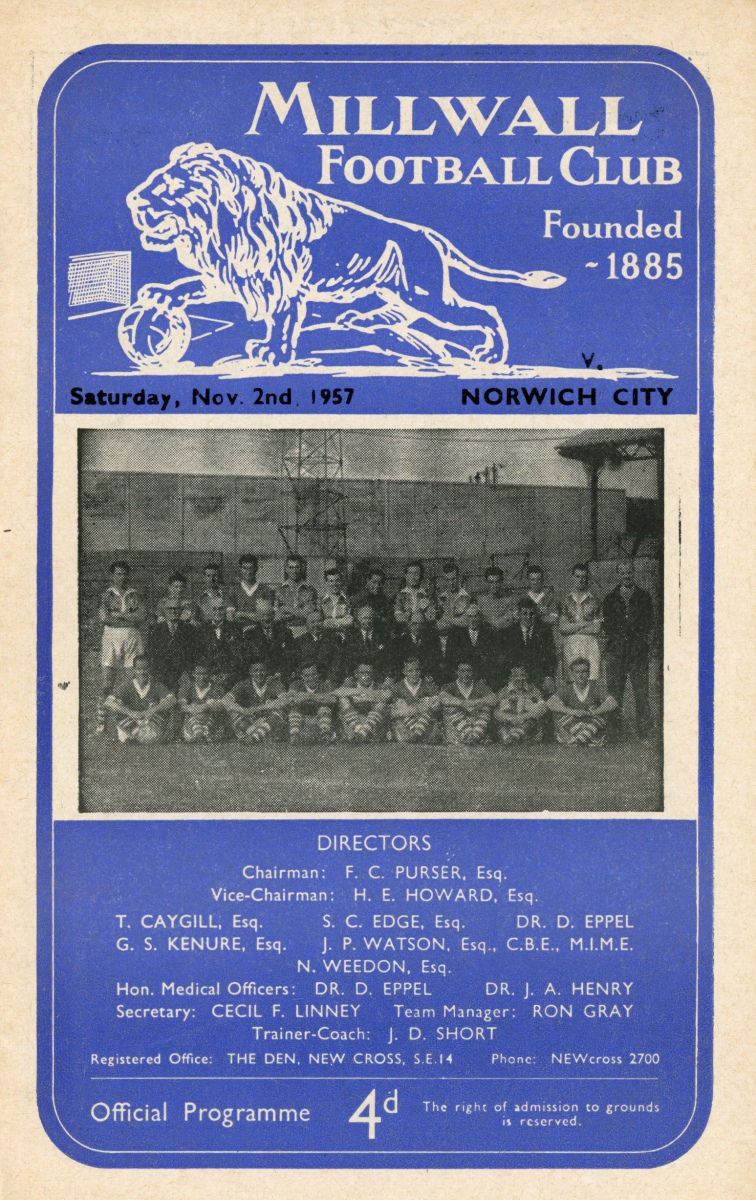 MILLWALL
FOOTBALL CLUB
Founded
~1885
v.
Saturday, Nov. 2nd, 1957 NORWICH CITY
DIRECTORS
Chairman: F. C. PURSER, Esq.
Vice-Chairman: H. E. HOWARD, Esq.
T. CAYGILL, Esq. S. C. EDGE, Esq. DR. D. EPPEL
G. S. KENURE, Esq. J. P. WATSON, Esq., C.B.E., M.I.M.E.
N. WEEDON, Esq.
Hon. Medical Officers: DR. D. EPPEL DR. J. A. HENRY
Secretary: CECIL F. LINNEY Team Manager: RON GRAY
Trainer-Coach: J. D. SHORT
Registered Office: THE DEN, NEW CROSS, S.E.14 Phone: NEWcross 2700
Official Programme 4d The right of admission to grounds
is reserved.